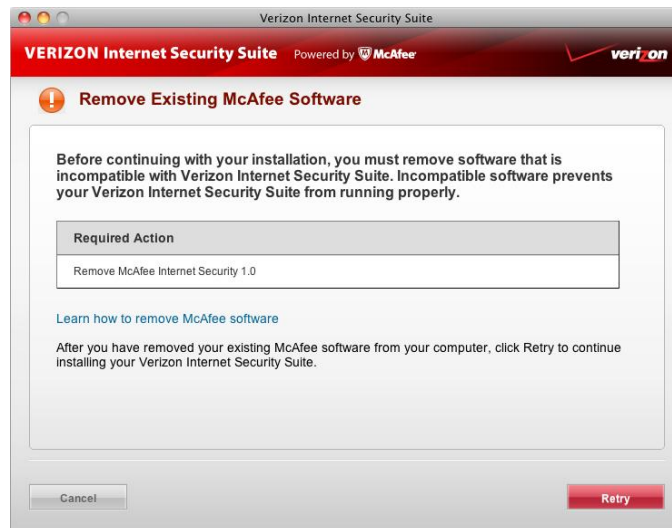 Verizon Internet Security Suite
VERIZON Internet Security Suite Powered by McAfee verizon
Remove Existing McAfee Software
Before continuing with your installation, you must remove software that is
incompatible with Verizon Internet Security Suite. Incompatible software prevents
your Verizon Internet Security Suite from running properly.
Required Action
Remove McAfee Internet Security 1.0
Learn how to remove McAfee software
After you have removed your existing McAfee software from your computer, click Retry to continue
installing your Verizon Internet Security Suite.
Cancel Retry